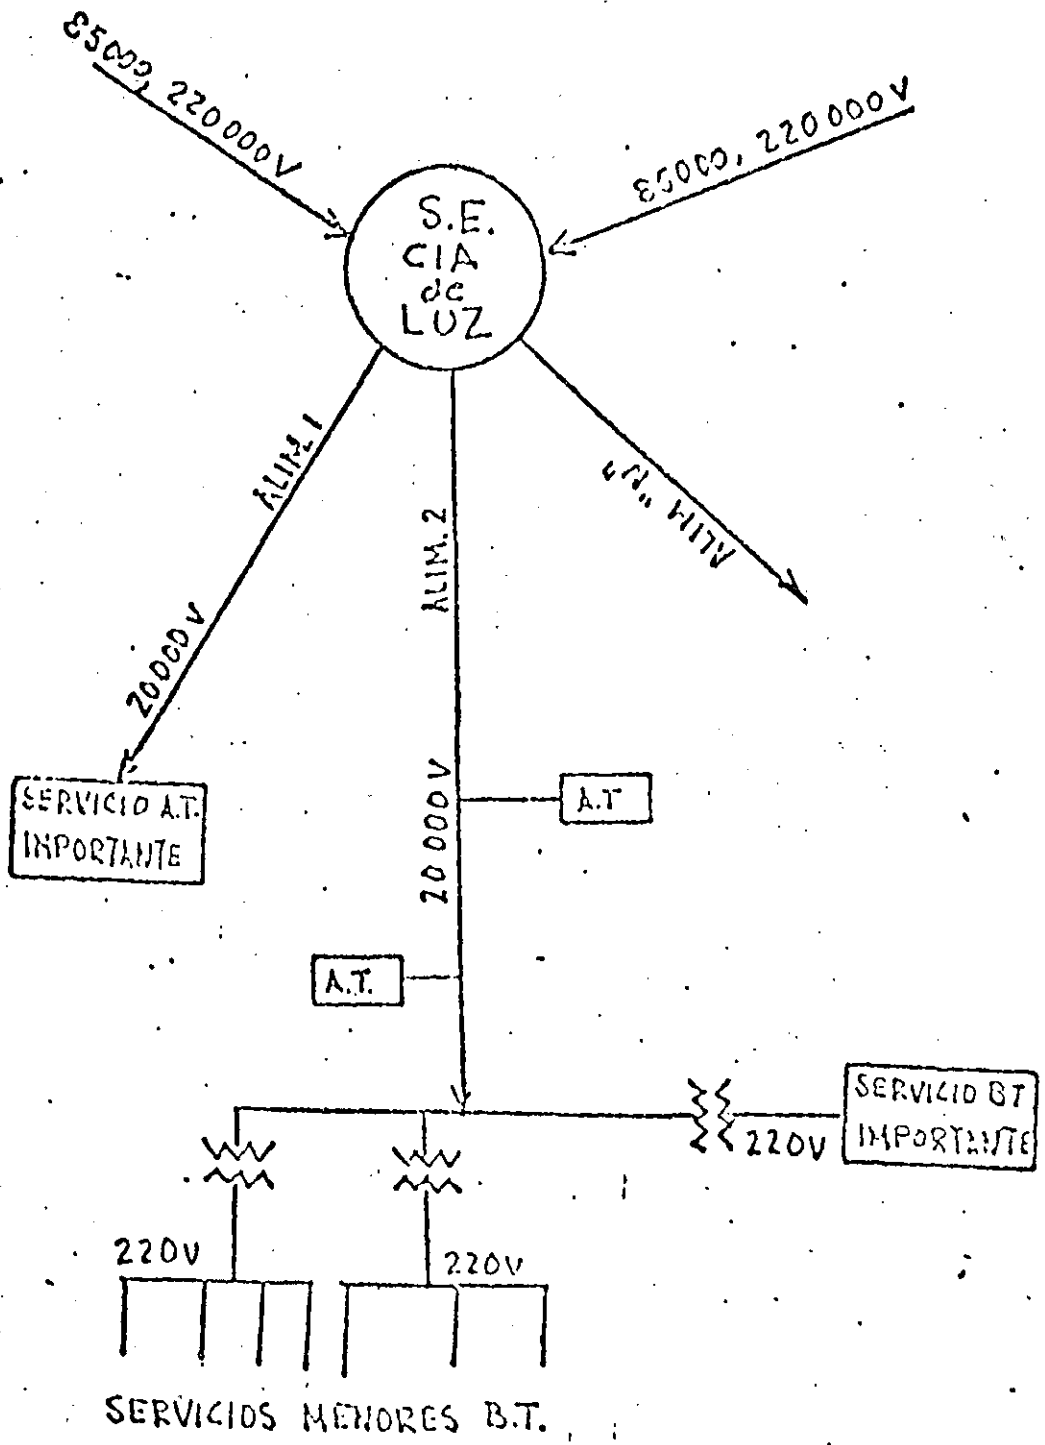 85000, 220000V
85000, 220000V
S.E.
CIA
de
LUZ
ALIM. 1
ALIM. 2
ALIM "N"
20000V
20000V
SERVICIO A.T.
IMPORTANTE
A.T
A.T.
SERVICIO BT
IMPORTANTE
220V
220V
220V
SERVICIOS MENORES B.T.